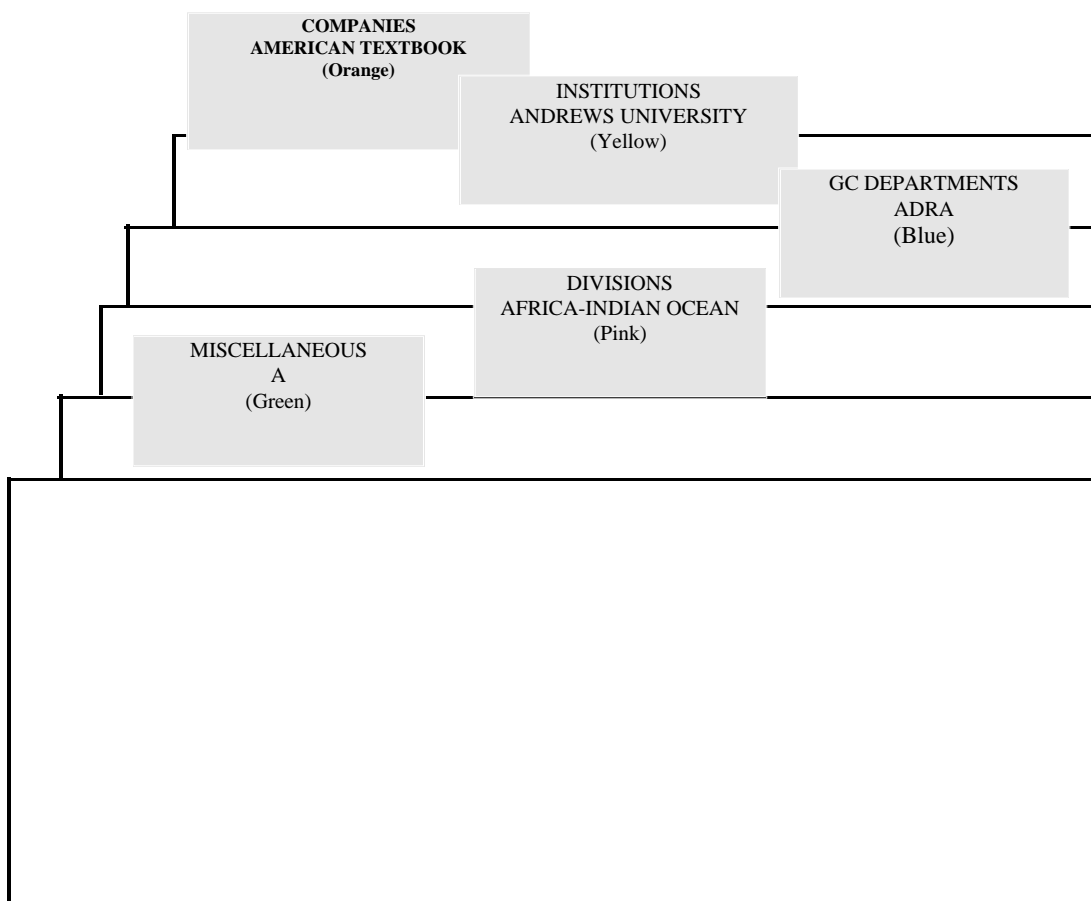 COMPANIES
AMERICAN TEXTBOOK
(Orange)
INSTITUTIONS
ANDREWS UNIVERSITY
(Yellow)
GC DEPARTMENTS
ADRA
(Blue)
DIVISIONS
AFRICA-INDIAN OCEAN
(Pink)
MISCELLANEOUS
A
(Green)